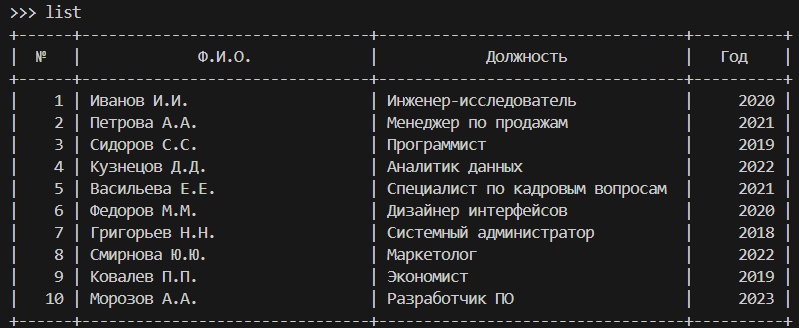 >>> list
+------+--------------------------------+----------------------------------+----------+
|  №   |             Ф.И.О.             |            Должность             |   Год    |
+------+--------------------------------+----------------------------------+----------+
|    1 | Иванов И.И.                    | Инженер-исследователь            |     2020 |
|    2 | Петрова А.А.                   | Менеджер по продажам             |     2021 |
|    3 | Сидоров С.С.                   | Программист                      |     2019 |
|    4 | Кузнецов Д.Д.                  | Аналитик данных                  |     2022 |
|    5 | Васильева Е.Е.                 | Специалист по кадровым вопросам  |     2021 |
|    6 | Федоров М.М.                   | Дизайнер интерфейсов             |     2020 |
|    7 | Григорьев Н.Н.                 | Системный администратор          |     2018 |
|    8 | Смирнова Ю.Ю.                  | Маркетолог                       |     2022 |
|    9 | Ковалев П.П.                   | Экономист                        |     2019 |
|   10 | Морозов А.А.                   | Разработчик ПО                   |     2023 |
+------+--------------------------------+----------------------------------+----------+